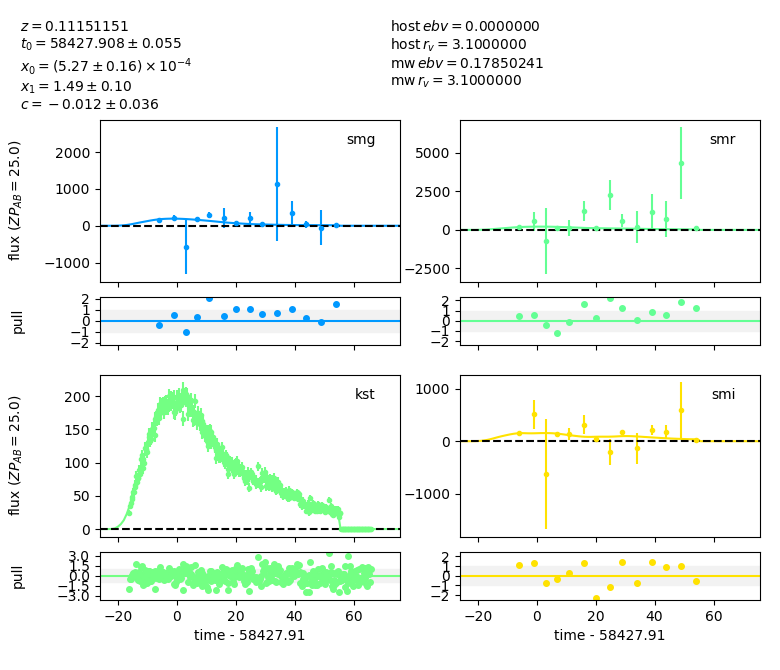 z = 0.11151151
t₀ = 58427.908 ± 0.055
x₀ = (5.27 ± 0.16) × 10⁻⁴
x₁ = 1.49 ± 0.10
c = −0.012 ± 0.036
host ebv = 0.0000000
host r_v = 3.1000000
mw ebv = 0.17850241
mw r_v = 3.1000000
flux (ZP_AB = 25.0)
2000
1000
0
−1000
smg
5000
2500
0
−2500
smr
pull
2
1
0
−1
−2
2
1
0
−1
−2
flux (ZP_AB = 25.0)
200
150
100
50
0
kst
1000
0
−1000
smi
pull
3.0
1.5
0.0
−1.5
−3.0
2
1
0
−1
−2
−20 0 20 40 60
−20 0 20 40 60
time - 58427.91
time - 58427.91